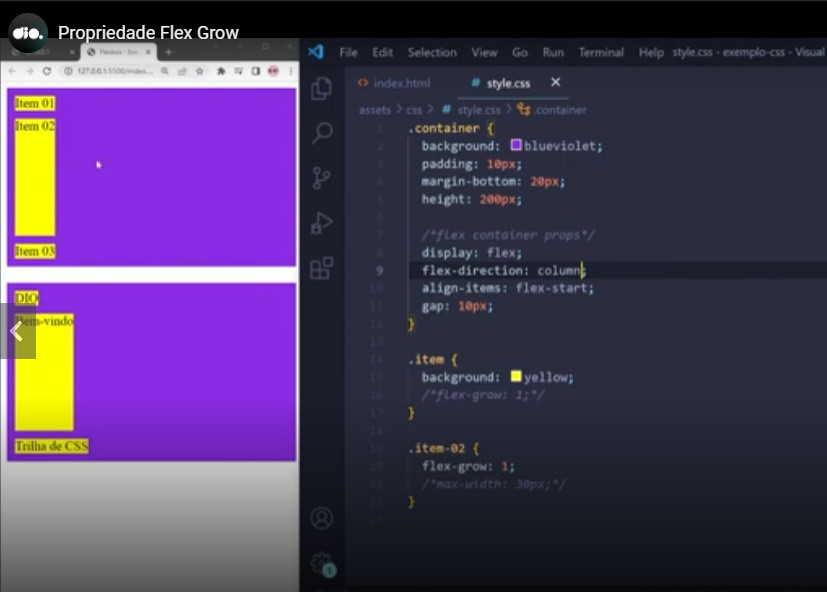 dio.
Propriedade Flex Grow
Flexbox - Exe
127.0.0.1:5500/index...
File Edit Selection View Go Run Terminal Help style.css - exemplo-css - Visual
index.html
# style.css
assets > css > # style.css > .container
Item 01
Item 02
Item 03
DIO
Bem-vindo
Trilha de CSS
1 .container {
2 background: blueviolet;
3 padding: 10px;
4 margin-bottom: 20px;
5 height: 200px;
6
7 /*flex container props*/
8 display: flex;
9 flex-direction: column;
10 align-items: flex-start;
11 gap: 10px;
12 }
13
14 .item {
15 background: yellow;
16 /*flex-grow: 1;*/
17 }
18
19 .item-02 {
20 flex-grow: 1;
21 /*max-width: 30px;*/
22 }
23
1